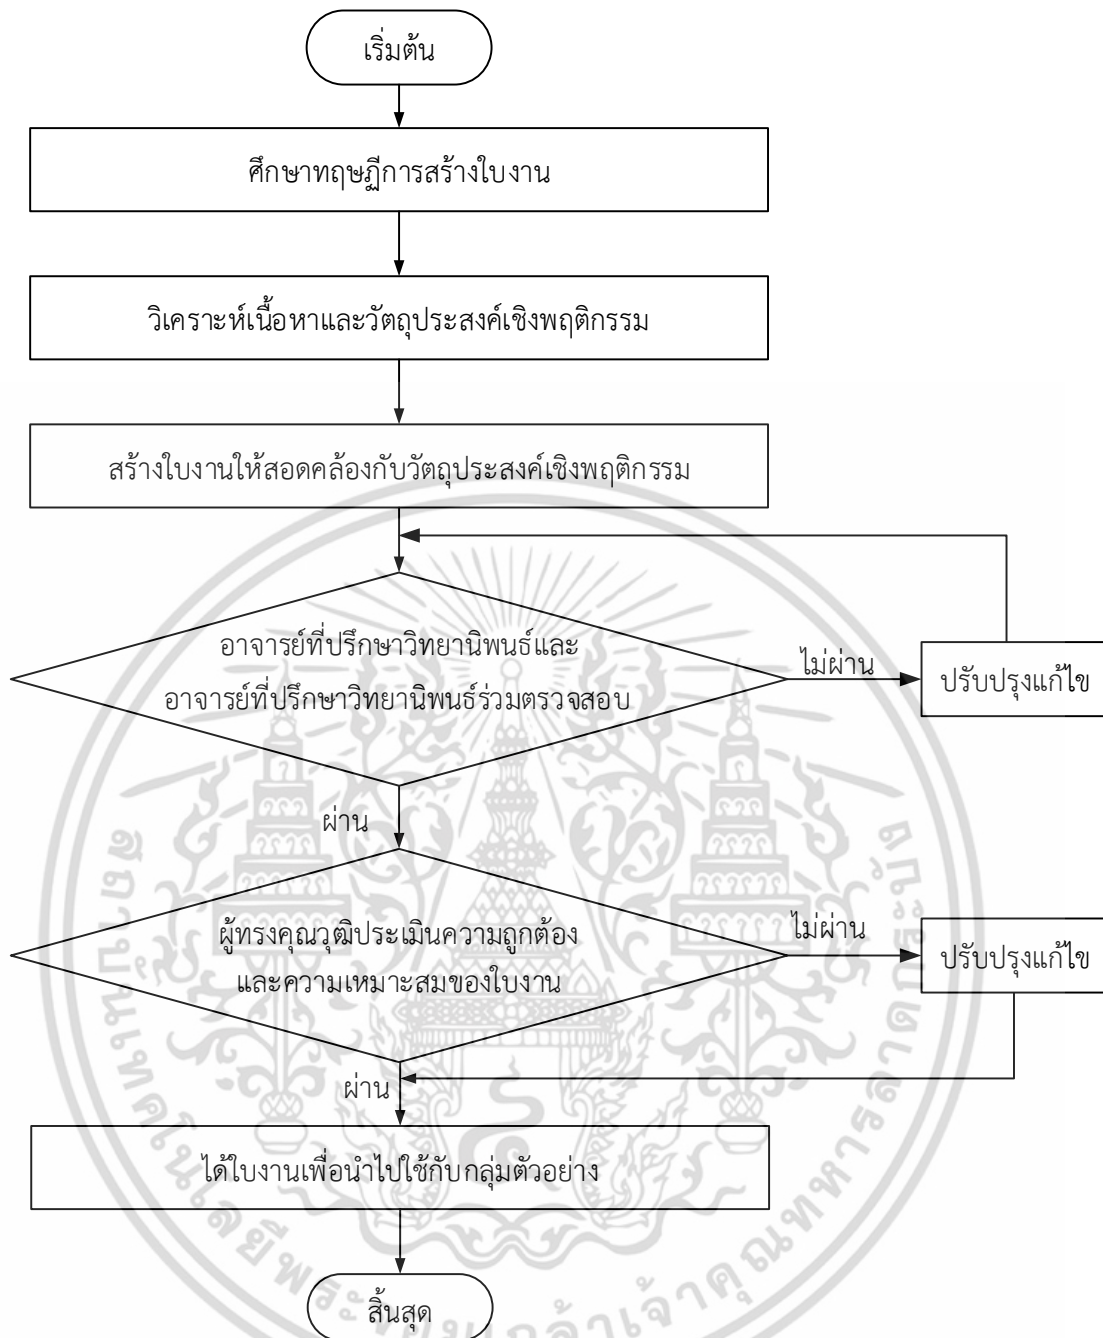 เริ่มต้น
ศึกษาทฤษฎีการสร้างใบงาน
วิเคราะห์เนื้อหาและวัตถุประสงค์เชิงพฤติกรรม
สร้างใบงานให้สอดคล้องกับวัตถุประสงค์เชิงพฤติกรรม
อาจารย์ที่ปรึกษาวิทยานิพนธ์และ
อาจารย์ที่ปรึกษาวิทยานิพนธ์ร่วมตรวจสอบ
ไม่ผ่าน
ปรับปรุงแก้ไข
ผ่าน
ผู้ทรงคุณวุฒิประเมินความถูกต้อง
และความเหมาะสมของใบงาน
ไม่ผ่าน
ปรับปรุงแก้ไข
ผ่าน
ได้ใบงานเพื่อนำไปใช้กับกลุ่มตัวอย่าง
สิ้นสุด